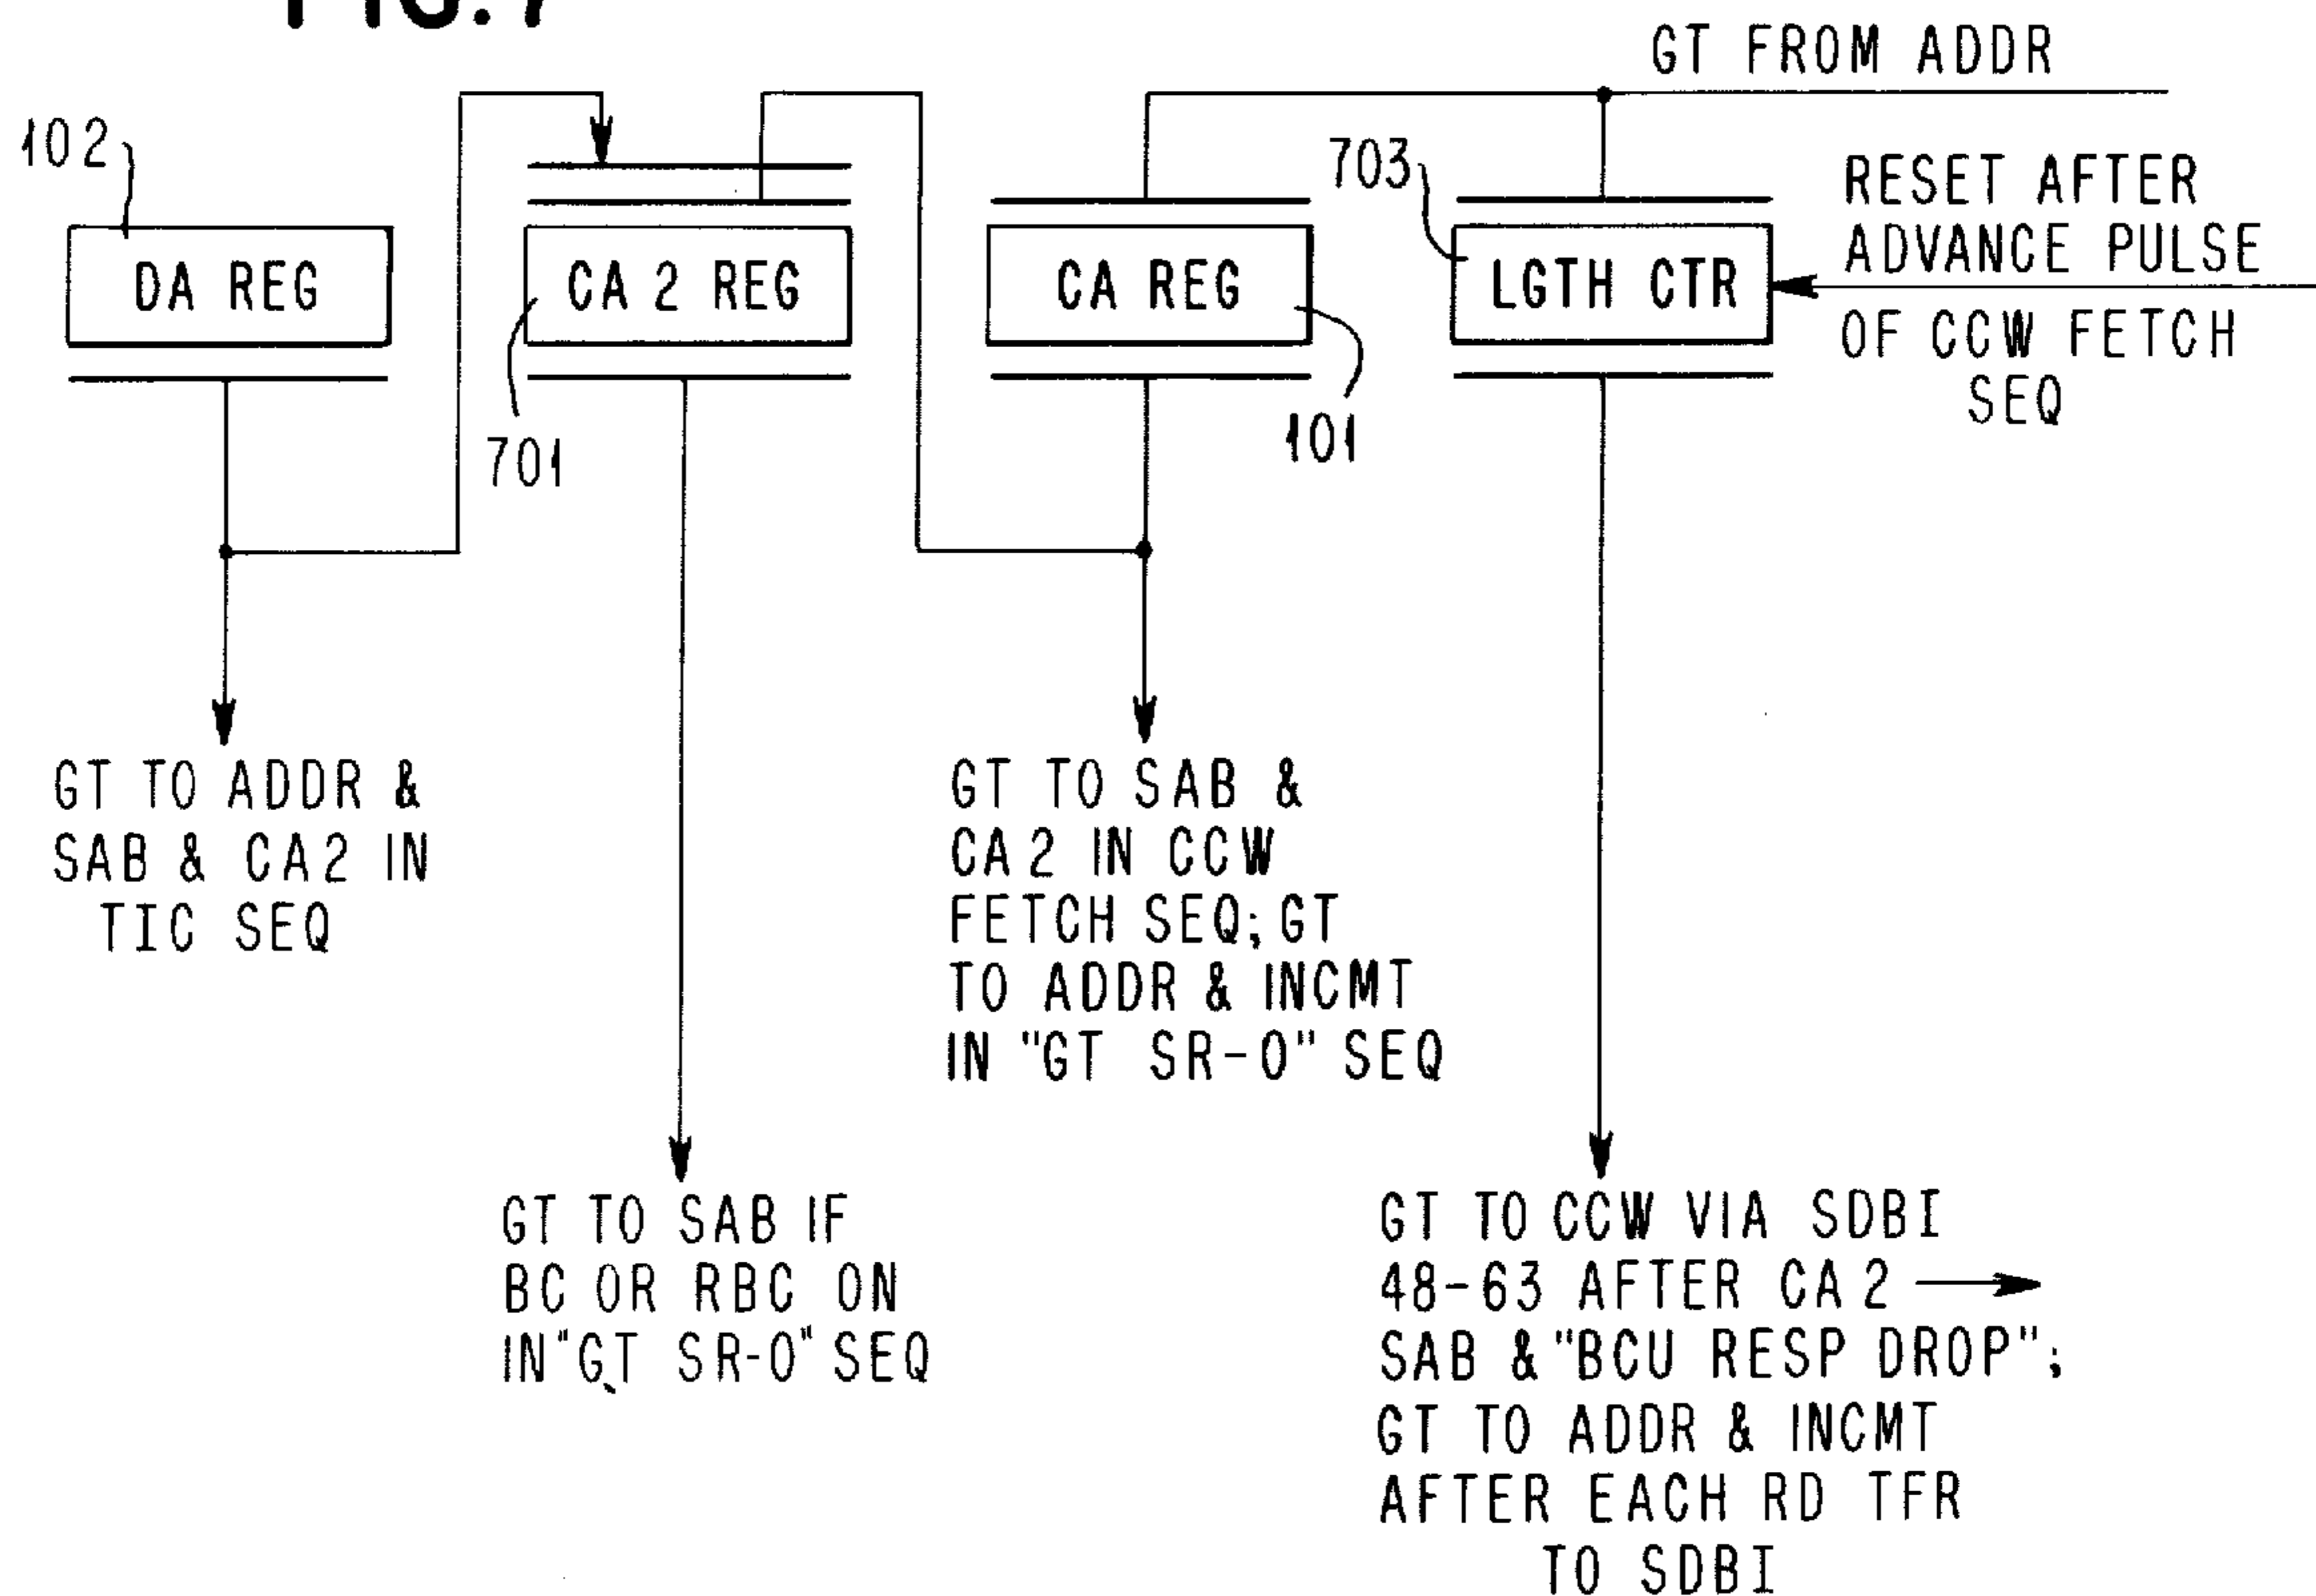 FIG. 7
GT FROM ADDR
102
703
RESET AFTER
ADVANCE PULSE
OF CCW FETCH
SEQ
DA REG
CA 2 REG
CA REG
LGTH CTR
701
101
GT TO ADDR &
SAB & CA2 IN
TIC SEQ
GT TO SAB &
CA2 IN CCW
FETCH SEQ; GT
TO ADDR & INCMT
IN "GT SR-0" SEQ
GT TO SAB IF
BC OR RBC ON
IN "GT SR-0" SEQ
GT TO CCW VIA SDBI
48-63 AFTER CA 2 →
SAB & "BCU RESP DROP";
GT TO ADDR & INCMT
AFTER EACH RD TFR
TO SDBI